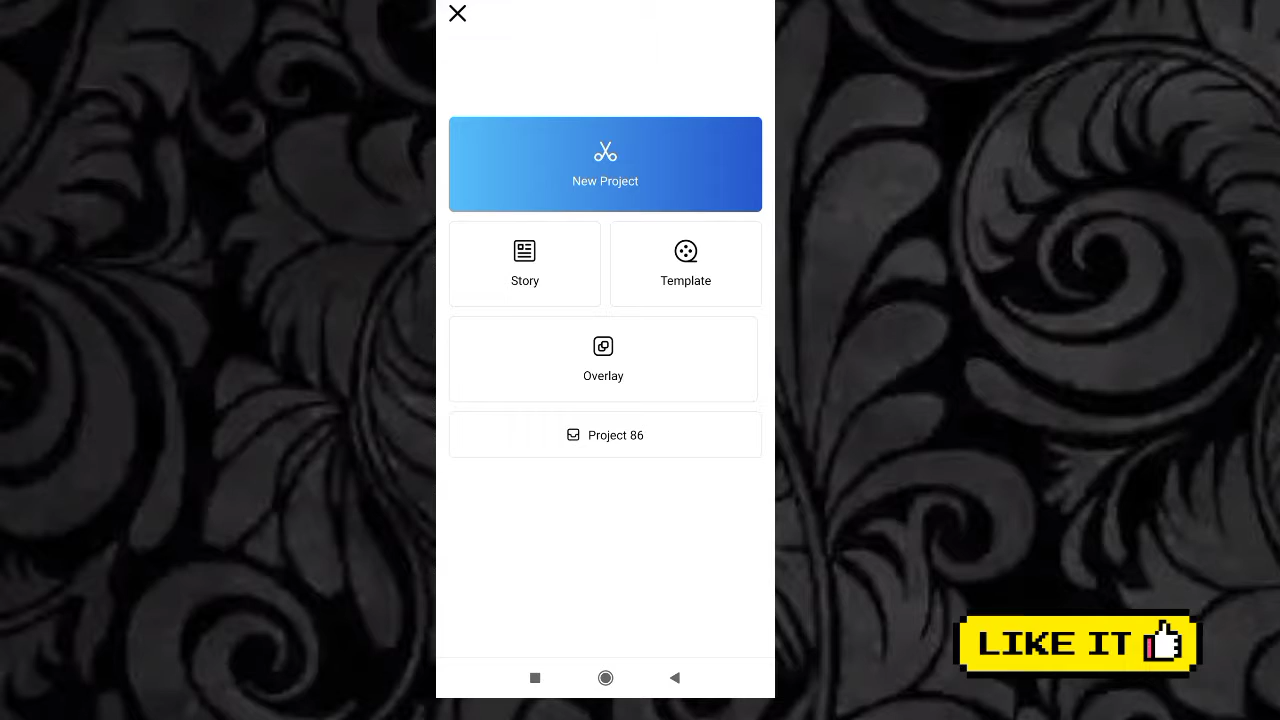 New Project
Story
Template
Overlay
Project 86
LIKE IT